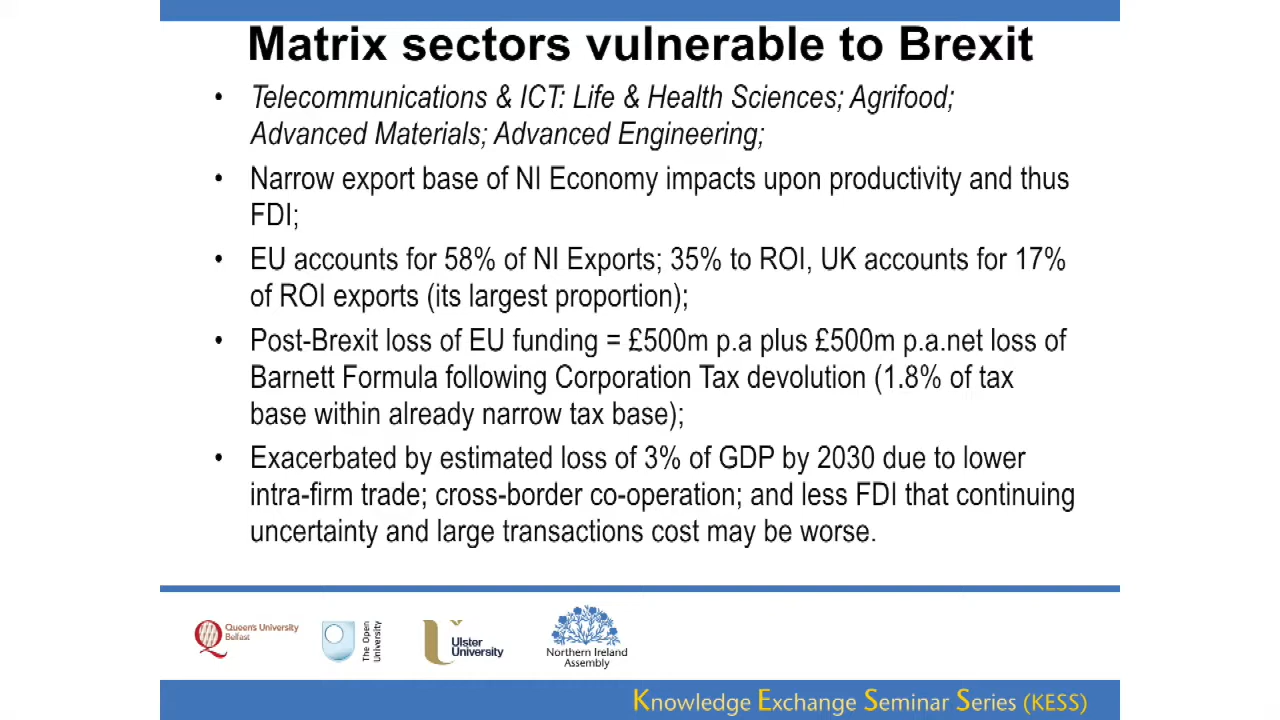 Matrix sectors vulnerable to Brexit
• Telecommunications & ICT: Life & Health Sciences; Agrifood;
Advanced Materials; Advanced Engineering;
• Narrow export base of NI Economy impacts upon productivity and thus
FDI;
• EU accounts for 58% of NI Exports; 35% to ROI, UK accounts for 17%
of ROI exports (its largest proportion);
• Post-Brexit loss of EU funding = £500m p.a plus £500m p.a.net loss of
Barnett Formula following Corporation Tax devolution (1.8% of tax
base within already narrow tax base);
• Exacerbated by estimated loss of 3% of GDP by 2030 due to lower
intra-firm trade; cross-border co-operation; and less FDI that continuing
uncertainty and large transactions cost may be worse.
Queen's University
Belfast
The Open
University
Ulster
University
Northern Ireland
Assembly
Knowledge Exchange Seminar Series (KESS)